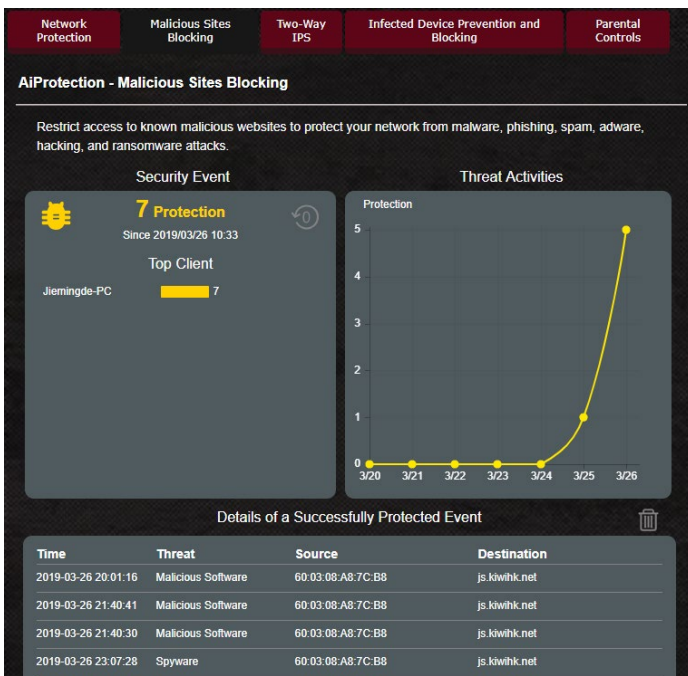 Network Protection
Malicious Sites Blocking
Two-Way IPS
Infected Device Prevention and Blocking
Parental Controls
AiProtection - Malicious Sites Blocking
Restrict access to known malicious websites to protect your network from malware, phishing, spam, adware,
hacking, and ransomware attacks.
Security Event
7 Protection
0
Since 2019/03/26 10:33
Top Client
Jiemingde-PC 7
Threat Activities
Protection
5
4
3
2
1
0
3/20 3/21 3/22 3/23 3/24 3/25 3/26
Details of a Successfully Protected Event
Time Threat Source Destination
2019-03-26 20:01:16 Malicious Software 60:03:08:A8:7C:B8 js.kiwihk.net
2019-03-26 21:40:41 Malicious Software 60:03:08:A8:7C:B8 js.kiwihk.net
2019-03-26 21:40:30 Malicious Software 60:03:08:A8:7C:B8 js.kiwihk.net
2019-03-26 23:07:28 Spyware 60:03:08:A8:7C:B8 js.kiwihk.net